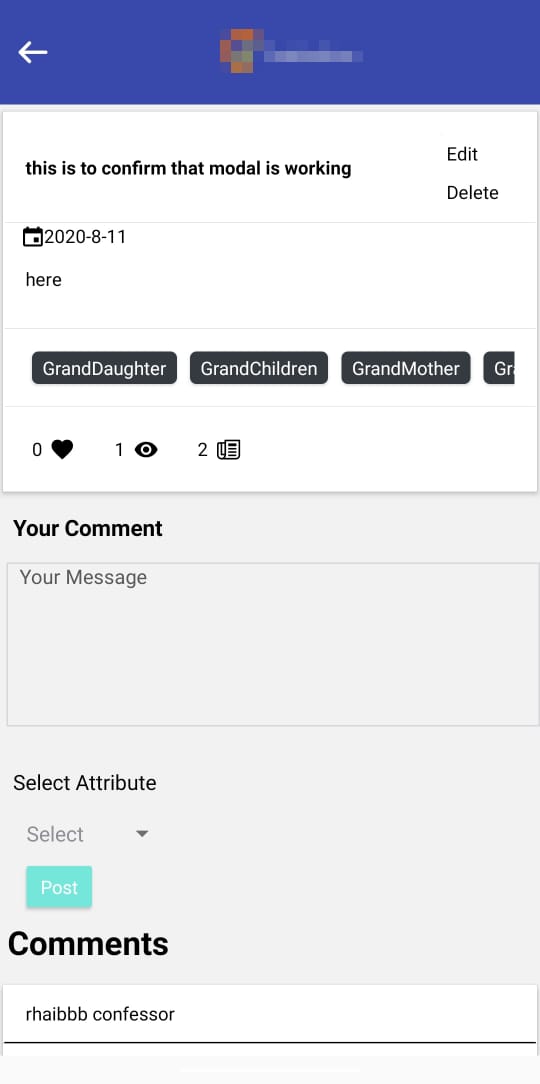 this is to confirm that modal is working
Edit
Delete
2020-8-11
here
GrandDaughter GrandChildren GrandMother
0 1 2
Your Comment
Your Message
Select Attribute
Select
Post
Comments
rhaibbb confessor